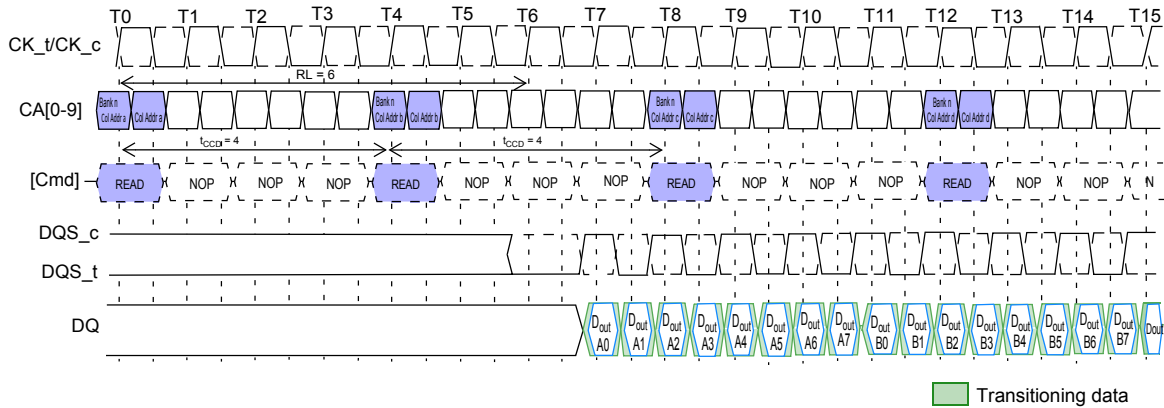 T0 T1 T2 T3 T4 T5 T6 T7 T8 T9 T10 T11 T12 T13 T14 T15
CK_t/CK_c
RL = 6
CA[0-9]
Bank n Col Addr a Col Addr a Bank n Col Addr b Col Addr b Bank n Col Addr c Col Addr c Bank n Col Addr d Col Addr d
tCCD = 4 tCCD = 4
[Cmd] READ NOP NOP NOP READ NOP NOP NOP READ NOP NOP NOP READ NOP NOP N
DQS_c
DQS_t
DQ
Dout Dout Dout Dout Dout Dout Dout Dout Dout Dout Dout Dout Dout Dout Dout Dout Dout
A0 A1 A2 A3 A4 A5 A6 A7 B0 B1 B2 B3 B4 B5 B6 B7
Transitioning data